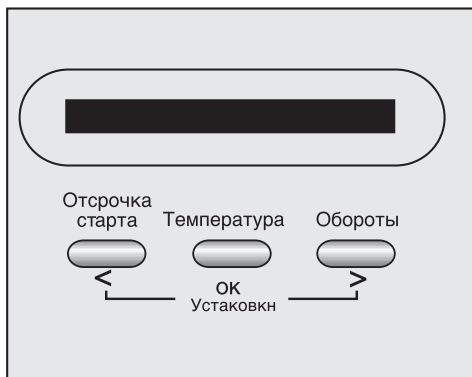 Отсрочка
старта
Температура
Обороты
< >
ОК
Установкн